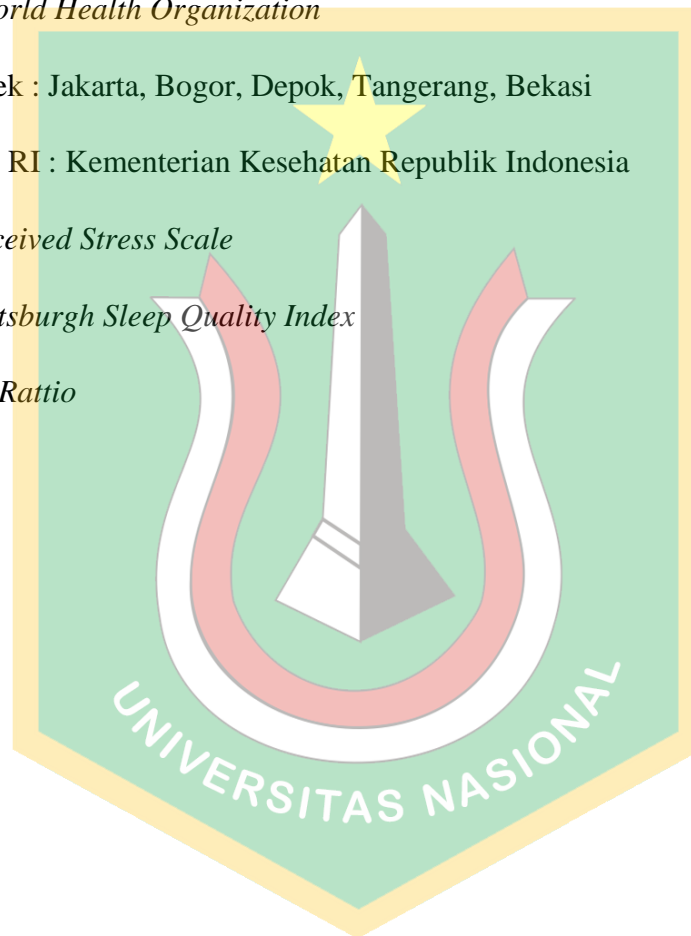 orld Health Organization
ek : Jakarta, Bogor, Depok, Tangerang, Bekasi
RI : Kementerian Kesehatan Republik Indonesia
ceived Stress Scale
tsburgh Sleep Quality Index
Rattio
UNIVERSITAS NASIONAL